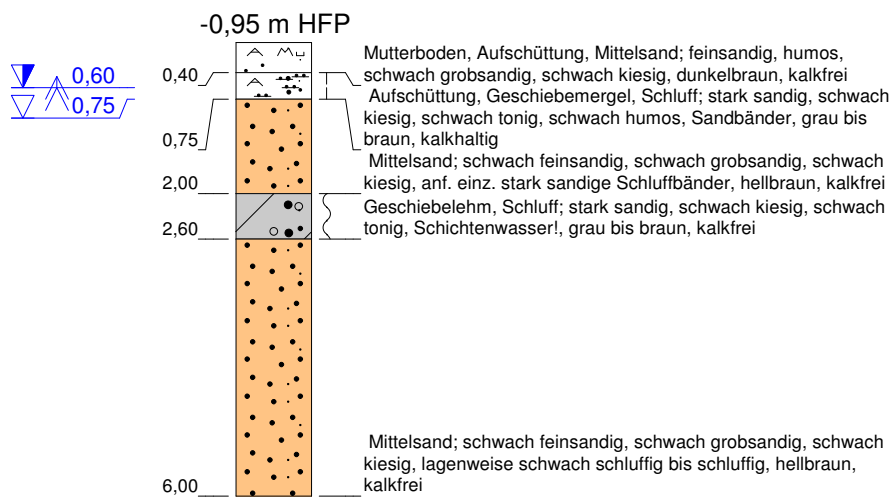 -0,95 m HFP
0,60
0,75
0,40
0,75
2,00
2,60
6,00
Mutterboden, Aufschüttung, Mittelsand; feinsandig, humos,
schwach grobsandig, schwach kiesig, dunkelbraun, kalkfrei
Aufschüttung, Geschiebemergel, Schluff; stark sandig, schwach
kiesig, schwach tonig, schwach humos, Sandbänder, grau bis
braun, kalkhaltig
Mittelsand; schwach feinsandig, schwach grobsandig, schwach
kiesig, anf. einz. stark sandige Schluffbänder, hellbraun, kalkfrei
Geschiebelehm, Schluff; stark sandig, schwach kiesig, schwach
tonig, Schichtenwasser!, grau bis braun, kalkfrei
Mittelsand; schwach feinsandig, schwach grobsandig, schwach
kiesig, lagenweise schwach schluffig bis schluffig, hellbraun,
kalkfrei